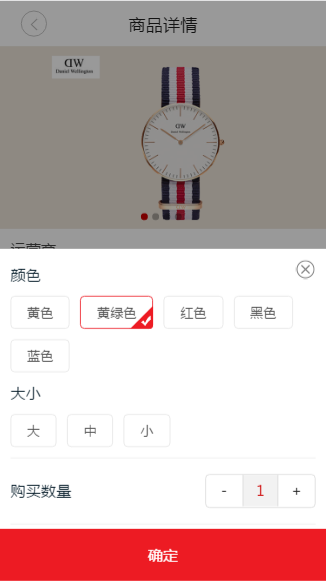 商品详情
DW
Daniel Wellington
DW
颜色
黄色
黄绿色
红色
黑色
蓝色
大小
大
中
小
购买数量
-
1
+
确定